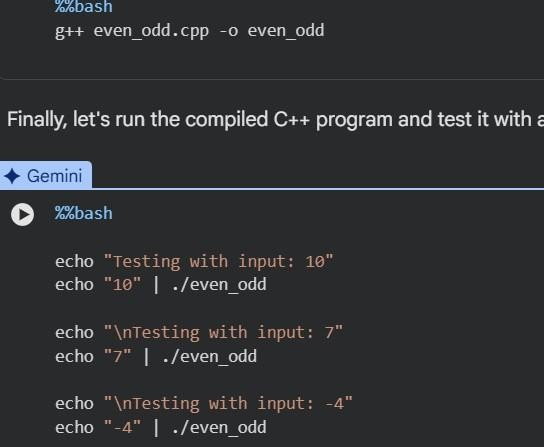 %%bash
g++ even_odd.cpp -o even_odd
Finally, let's run the compiled C++ program and test it with a
Gemini
%%bash
echo "Testing with input: 10"
echo "10" | ./even_odd
echo "\nTesting with input: 7"
echo "7" | ./even_odd
echo "\nTesting with input: -4"
echo "-4" | ./even_odd